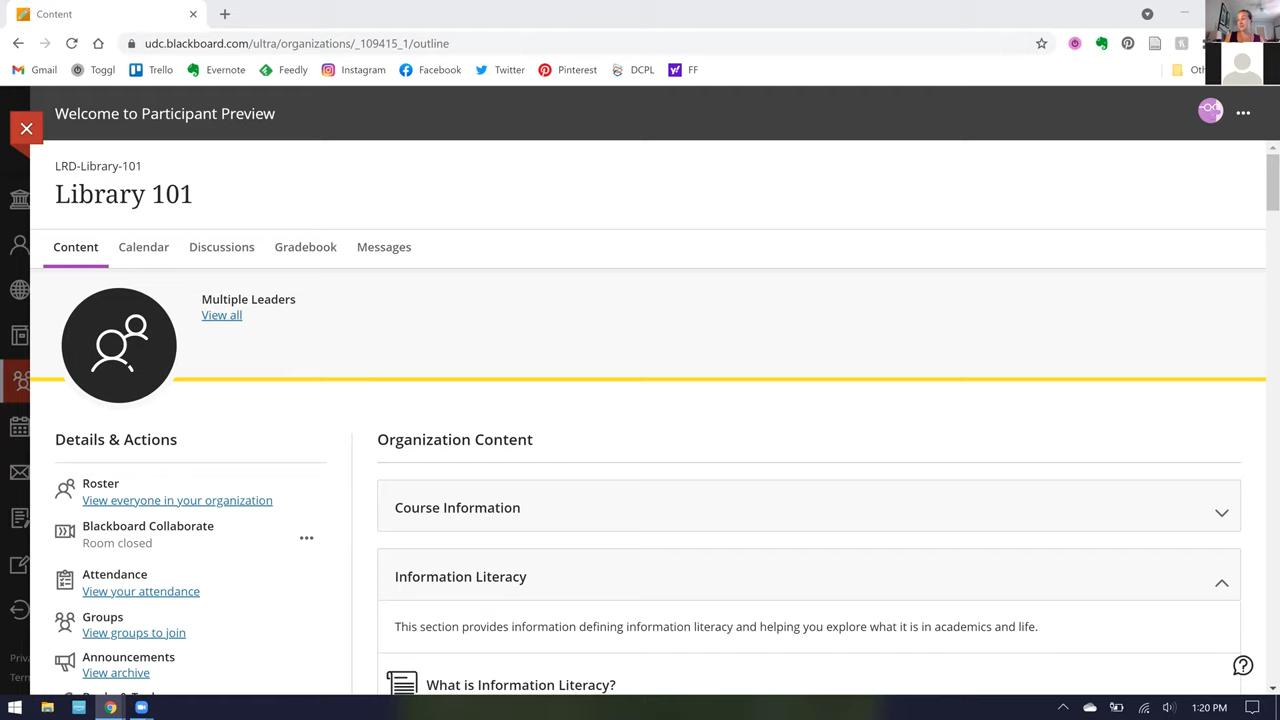 Content
udc.blackboard.com/ultra/organizations/_109415_1/outline
Gmail
Toggl
Trello
Evernote
Feedly
Instagram
Facebook
Twitter
Pinterest
DCPL
FF
Welcome to Participant Preview
LRD-Library-101
Library 101
Content
Calendar
Discussions
Gradebook
Messages
Multiple Leaders
View all
Details & Actions
Roster
View everyone in your organization
Blackboard Collaborate
Room closed
Attendance
View your attendance
Groups
View groups to join
Announcements
View archive
Organization Content
Course Information
Information Literacy
This section provides information defining information literacy and helping you explore what it is in academics and life.
What is Information Literacy?
1:20 PM